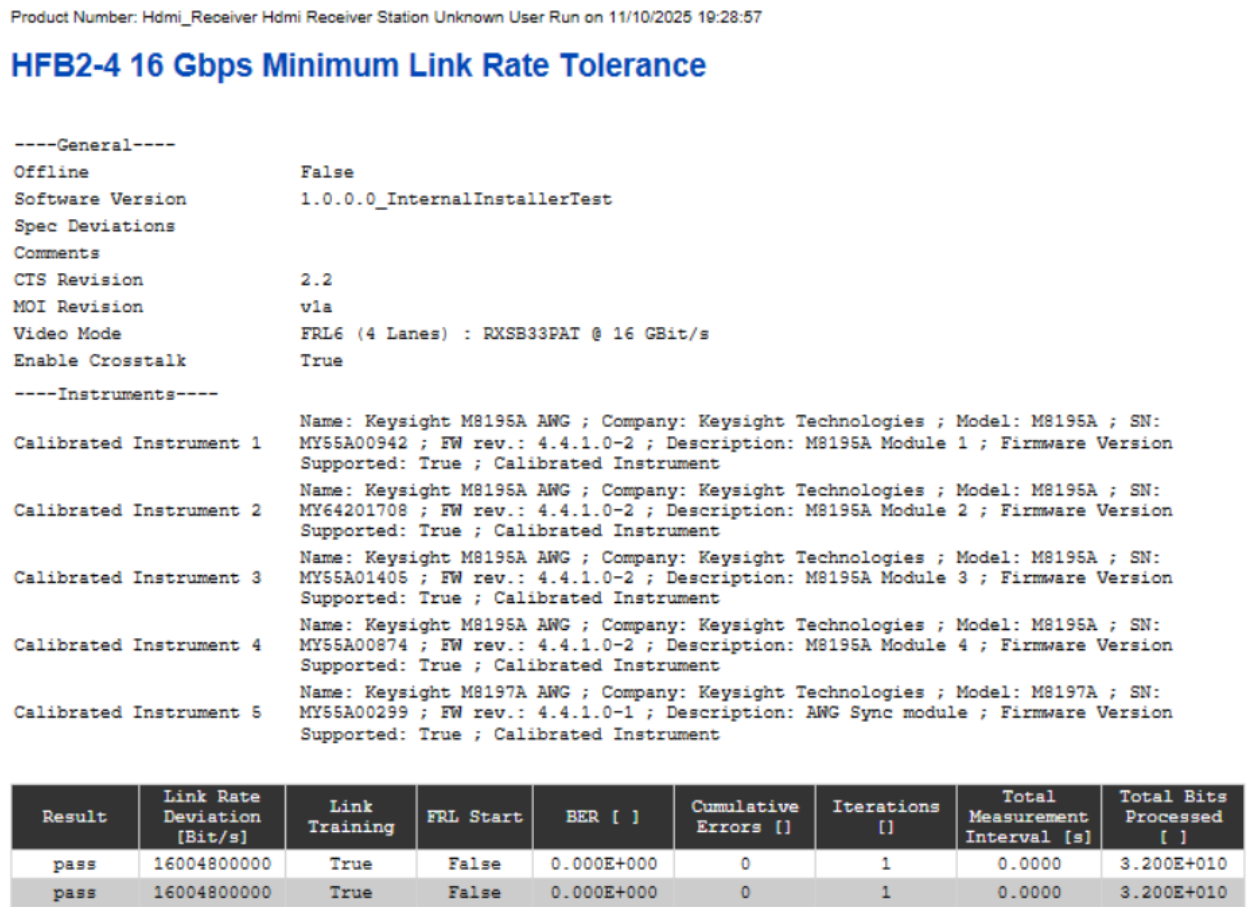 Product Number: Hdmi_Receiver Hdmi Receiver Station Unknown User Run on 11/10/2025 19:28:57
HFB2-4 16 Gbps Minimum Link Rate Tolerance
----General----
Offline False
Software Version 1.0.0.0_InternalInstallerTest
Spec Deviations
Comments
CTS Revision 2.2
MOI Revision v1a
Video Mode FRL6 (4 Lanes) : RXSB33PAT @ 16 GBit/s
Enable Crosstalk True
----Instruments----
Name: Keysight M8195A AWG ; Company: Keysight Technologies ; Model: M8195A ; SN:
Calibrated Instrument 1 MY55A00942 ; FW rev.: 4.4.1.0-2 ; Description: M8195A Module 1 ; Firmware Version
Supported: True ; Calibrated Instrument
Name: Keysight M8195A AWG ; Company: Keysight Technologies ; Model: M8195A ; SN:
Calibrated Instrument 2 MY64201708 ; FW rev.: 4.4.1.0-2 ; Description: M8195A Module 2 ; Firmware Version
Supported: True ; Calibrated Instrument
Name: Keysight M8195A AWG ; Company: Keysight Technologies ; Model: M8195A ; SN:
Calibrated Instrument 3 MY55A01405 ; FW rev.: 4.4.1.0-2 ; Description: M8195A Module 3 ; Firmware Version
Supported: True ; Calibrated Instrument
Name: Keysight M8195A AWG ; Company: Keysight Technologies ; Model: M8195A ; SN:
Calibrated Instrument 4 MY55A00874 ; FW rev.: 4.4.1.0-2 ; Description: M8195A Module 4 ; Firmware Version
Supported: True ; Calibrated Instrument
Name: Keysight M8197A AWG ; Company: Keysight Technologies ; Model: M8197A ; SN:
Calibrated Instrument 5 MY55A00299 ; FW rev.: 4.4.1.0-1 ; Description: AWG Sync module ; Firmware Version
Supported: True ; Calibrated Instrument
Result Link Rate Deviation [Bit/s] Link Training FRL Start BER [ ] Cumulative Errors [] Iterations [] Total Measurement Interval [s] Total Bits Processed [ ]
pass 16004800000 True False 0.000E+000 0 1 0.0000 3.200E+010
pass 16004800000 True False 0.000E+000 0 1 0.0000 3.200E+010